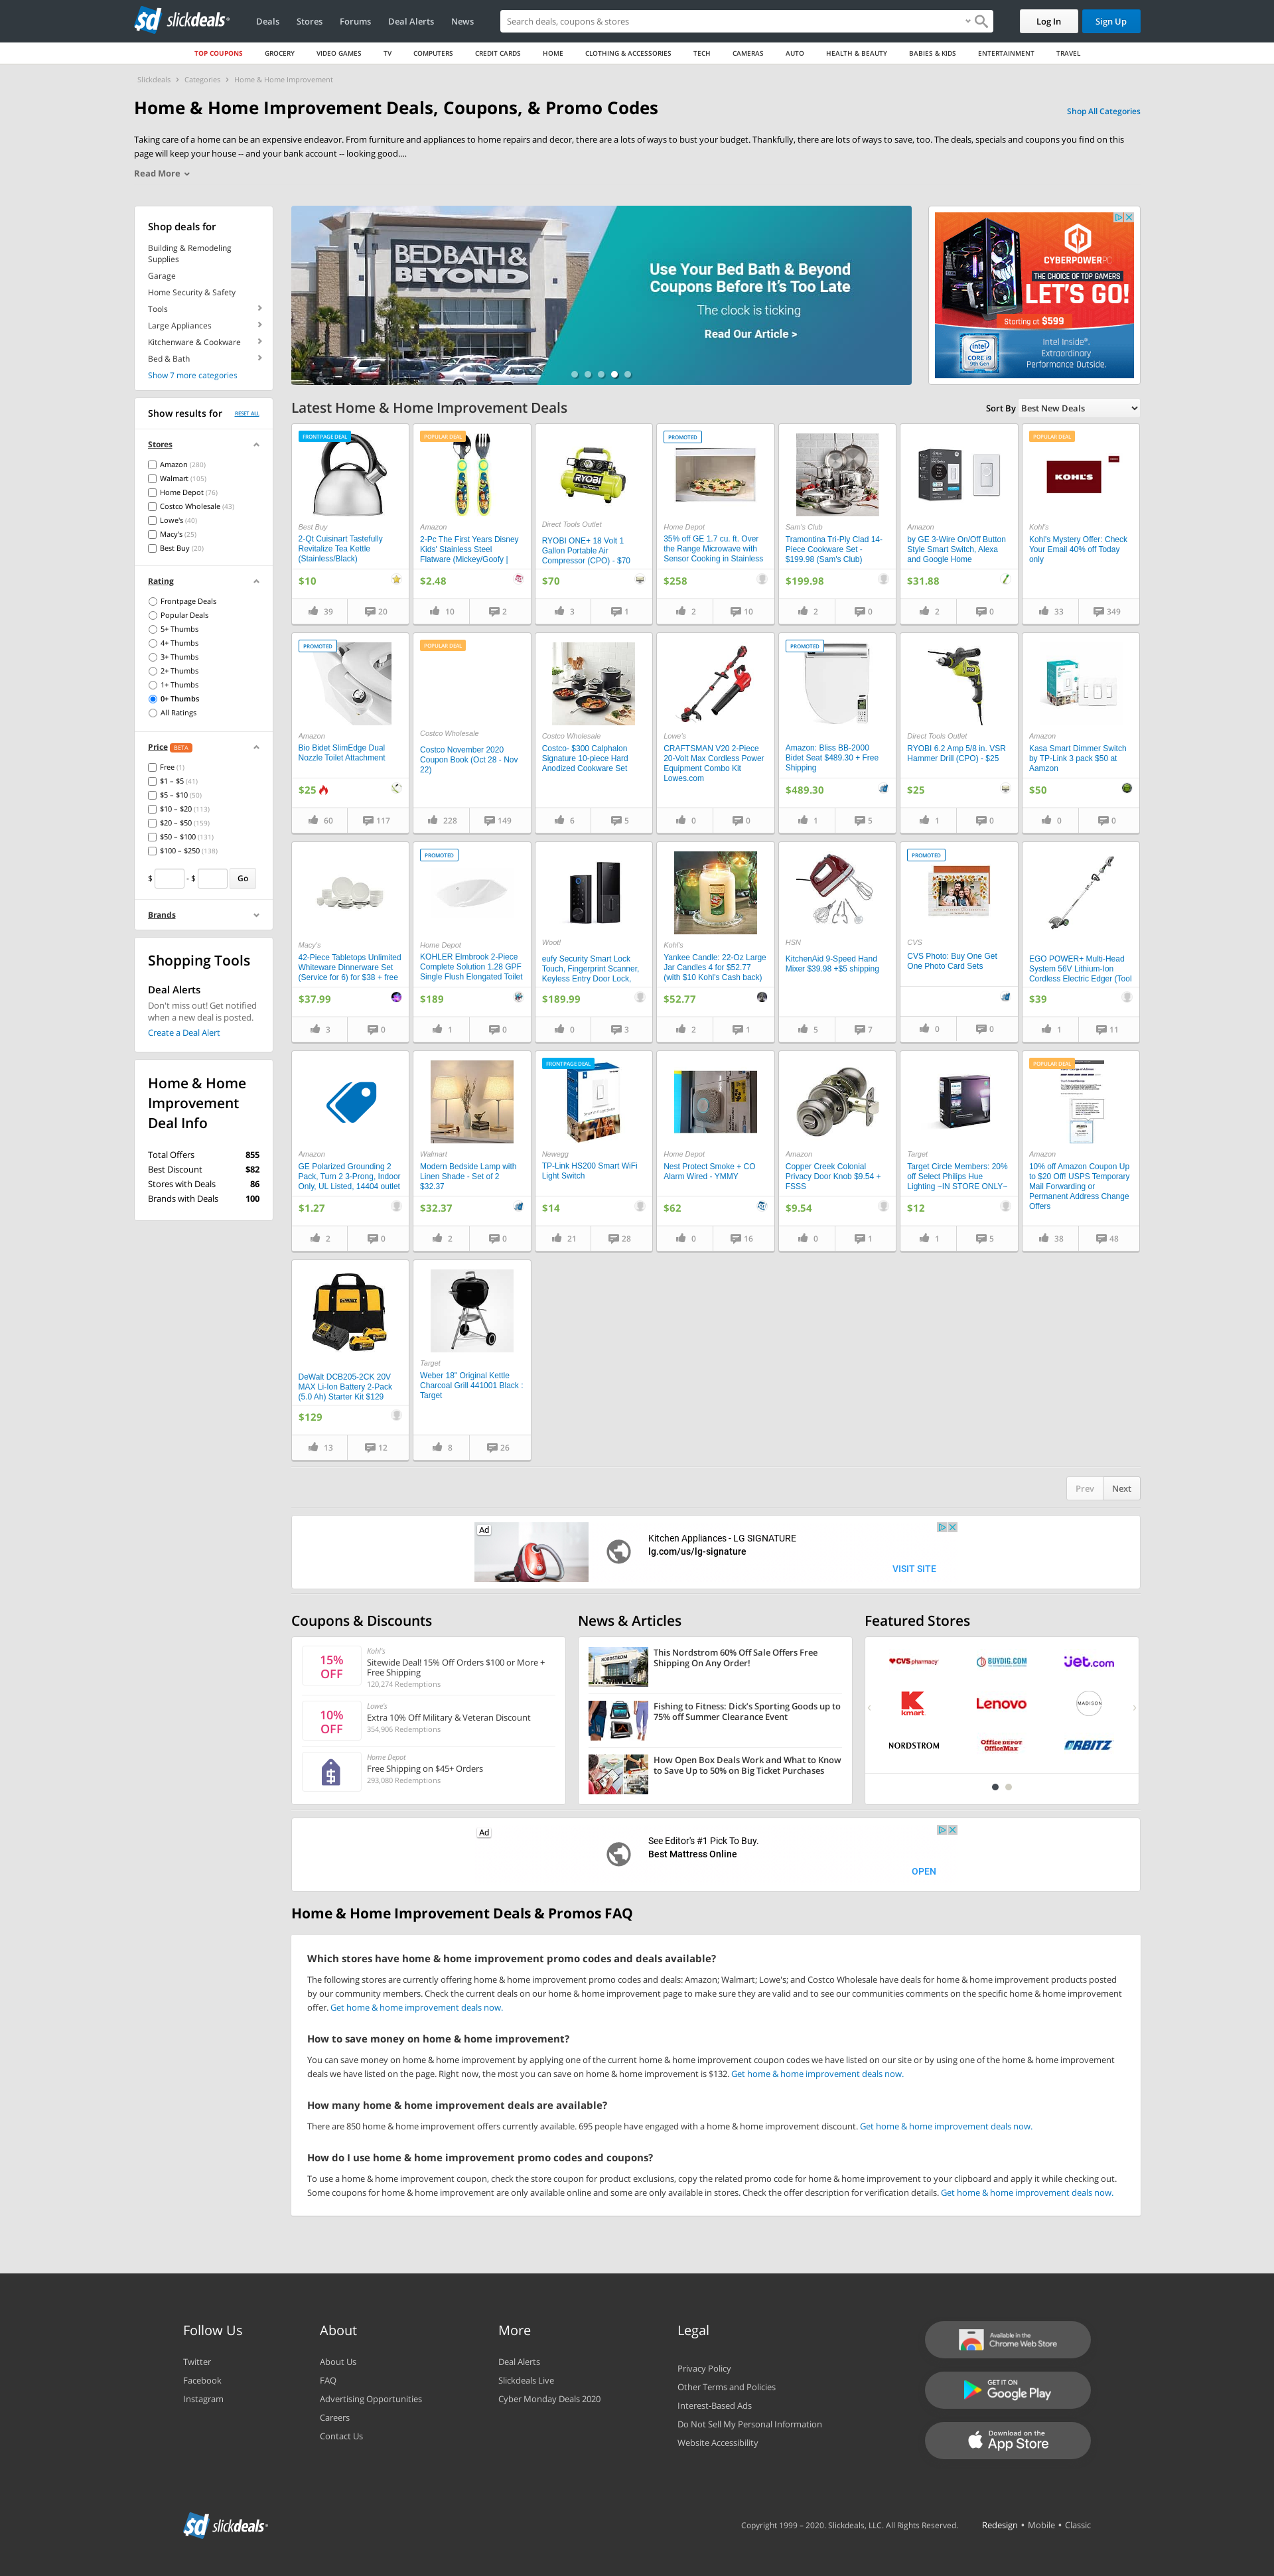 sd slickdeals
Deals
Stores
Forums
Deal Alerts
News
Search deals, coupons & stores
Log In
Sign Up
TOP COUPONS
GROCERY
VIDEO GAMES
TV
COMPUTERS
CREDIT CARDS
HOME
CLOTHING & ACCESSORIES
TECH
CAMERAS
AUTO
HEALTH & BEAUTY
BABIES & KIDS
ENTERTAINMENT
TRAVEL
Slickdeals > Categories > Home & Home Improvement
Home & Home Improvement Deals, Coupons, & Promo Codes
Shop All Categories
Taking care of a home can be an expensive endeavor. From furniture and appliances to home repairs and decor, there are a lots of ways to bust your budget. Thankfully, there are lots of ways to save, too. The deals, specials and coupons you find on this
page will keep your house -- and your bank account -- looking good....
Read More
Shop deals for
Building & Remodeling
Supplies
Garage
Home Security & Safety
Tools
Large Appliances
Kitchenware & Cookware
Bed & Bath
Show 7 more categories
BED BATH &
BEYOND
Use Your Bed Bath & Beyond
Coupons Before It's Too Late
The clock is ticking
Read Our Article >
CYBERPOWERPC
THE CHOICE OF TOP GAMERS
LET'S GO!
Starting at $599
intel
CORE i9
Intel Inside®.
Extraordinary
Performance Outside.
Show results for
RESET ALL
Stores
Amazon (280)
Walmart (105)
Home Depot (76)
Costco Wholesale (43)
Lowe's (40)
Macy's (25)
Best Buy (20)
Rating
Frontpage Deals
Popular Deals
5+ Thumbs
4+ Thumbs
3+ Thumbs
2+ Thumbs
1+ Thumbs
0+ Thumbs
All Ratings
Price BETA
Free (1)
$1 – $5 (41)
$5 – $10 (50)
$10 – $20 (113)
$20 – $50 (159)
$50 – $100 (131)
$100 – $250 (138)
$ - $ Go
Brands
Shopping Tools
Deal Alerts
Don't miss out! Get notified
when a new deal is posted.
Create a Deal Alert
Home & Home
Improvement
Deal Info
Total Offers 855
Best Discount $82
Stores with Deals 86
Brands with Deals 100
Latest Home & Home Improvement Deals
Sort By Best New Deals
FRONTPAGE DEAL
Best Buy
2-Qt Cuisinart Tastefully
Revitalize Tea Kettle
(Stainless/Black)
$10
39 20
POPULAR DEAL
Amazon
2-Pc The First Years Disney
Kids' Stainless Steel
Flatware (Mickey/Goofy |
$2.48
10 2
RYOBI
Direct Tools Outlet
RYOBI ONE+ 18 Volt 1
Gallon Portable Air
Compressor (CPO) - $70
$70
3 1
PROMOTED
Home Depot
35% off GE 1.7 cu. ft. Over
the Range Microwave with
Sensor Cooking in Stainless
$258
2 10
Sam's Club
Tramontina Tri-Ply Clad 14-
Piece Cookware Set -
$199.98 (Sam's Club)
$199.98
2 0
Amazon
by GE 3-Wire On/Off Button
Style Smart Switch, Alexa
and Google Home
$31.88
2 0
POPULAR DEAL
KOHL'S
Kohl's
Kohl's Mystery Offer: Check
Your Email 40% off Today
only
33 349
PROMOTED
Amazon
Bio Bidet SlimEdge Dual
Nozzle Toilet Attachment
$25
60 117
POPULAR DEAL
Costco Wholesale
Costco November 2020
Coupon Book (Oct 28 - Nov
22)
228 149
Costco Wholesale
Costco- $300 Calphalon
Signature 10-piece Hard
Anodized Cookware Set
6 5
Lowe's
CRAFTSMAN V20 2-Piece
20-Volt Max Cordless Power
Equipment Combo Kit
Lowes.com
0 0
PROMOTED
Amazon: Bliss BB-2000
Bidet Seat $489.30 + Free
Shipping
$489.30
1 5
Direct Tools Outlet
RYOBI 6.2 Amp 5/8 in. VSR
Hammer Drill (CPO) - $25
$25
1 0
Amazon
Kasa Smart Dimmer Switch
by TP-Link 3 pack $50 at
Aamzon
$50
0 0
Macy's
42-Piece Tabletops Unlimited
Whiteware Dinnerware Set
(Service for 6) for $38 + free
$37.99
3 0
PROMOTED
Home Depot
KOHLER Elmbrook 2-Piece
Complete Solution 1.28 GPF
Single Flush Elongated Toilet
$189
1 0
Woot!
eufy Security Smart Lock
Touch, Fingerprint Scanner,
Keyless Entry Door Lock,
$189.99
0 3
Kohl's
Yankee Candle: 22-Oz Large
Jar Candles 4 for $52.77
(with $10 Kohl's Cash back)
$52.77
2 1
HSN
KitchenAid 9-Speed Hand
Mixer $39.98 +$5 shipping
5 7
PROMOTED
CVS
CVS Photo: Buy One Get
One Photo Card Sets
0 0
EGO POWER+ Multi-Head
System 56V Lithium-Ion
Cordless Electric Edger (Tool
$39
1 11
Amazon
GE Polarized Grounding 2
Pack, Turn 2 3-Prong, Indoor
Only, UL Listed, 14404 outlet
$1.27
2 0
Walmart
Modern Bedside Lamp with
Linen Shade - Set of 2
$32.37
$32.37
2 0
FRONTPAGE DEAL
Newegg
TP-Link HS200 Smart WiFi
Light Switch
$14
21 28
Home Depot
Nest Protect Smoke + CO
Alarm Wired - YMMY
$62
0 16
Amazon
Copper Creek Colonial
Privacy Door Knob $9.54 +
FSSS
$9.54
0 1
Target
Target Circle Members: 20%
off Select Philips Hue
Lighting ~IN STORE ONLY~
$12
1 5
POPULAR DEAL
Amazon
10% off Amazon Coupon Up
to $20 Off! USPS Temporary
Mail Forwarding or
Permanent Address Change
Offers
38 48
DEWALT
DeWalt DCB205-2CK 20V
MAX Li-Ion Battery 2-Pack
(5.0 Ah) Starter Kit $129
$129
13 12
Target
Weber 18" Original Kettle
Charcoal Grill 441001 Black :
Target
8 26
Prev
Next
Ad
Kitchen Appliances - LG SIGNATURE
lg.com/us/lg-signature
VISIT SITE
Coupons & Discounts
15%
OFF
Kohl's
Sitewide Deal! 15% Off Orders $100 or More +
Free Shipping
120,274 Redemptions
10%
OFF
Lowe's
Extra 10% Off Military & Veteran Discount
354,906 Redemptions
Home Depot
Free Shipping on $45+ Orders
293,080 Redemptions
News & Articles
NORDSTROM
This Nordstrom 60% Off Sale Offers Free
Shipping On Any Order!
Fishing to Fitness: Dick's Sporting Goods up to
75% off Summer Clearance Event
How Open Box Deals Work and What to Know
to Save Up to 50% on Big Ticket Purchases
Featured Stores
CVS pharmacy
BUYDIG.COM
jet.com
kmart
Lenovo
MADISON
NORDSTROM
Office DEPOT
OfficeMax
ORBITZ
Ad
See Editor's #1 Pick To Buy.
Best Mattress Online
OPEN
Home & Home Improvement Deals & Promos FAQ
Which stores have home & home improvement promo codes and deals available?
The following stores are currently offering home & home improvement promo codes and deals: Amazon; Walmart; Lowe's; and Costco Wholesale have deals for home & home improvement products posted
by our community members. Check the current deals on our home & home improvement page to make sure they are valid and to see our communities comments on the specific home & home improvement
offer. Get home & home improvement deals now.
How to save money on home & home improvement?
You can save money on home & home improvement by applying one of the current home & home improvement coupon codes we have listed on our site or by using one of the home & home improvement
deals we have listed on the page. Right now, the most you can save on home & home improvement is $132. Get home & home improvement deals now.
How many home & home improvement deals are available?
There are 850 home & home improvement offers currently available. 695 people have engaged with a home & home improvement discount. Get home & home improvement deals now.
How do I use home & home improvement promo codes and coupons?
To use a home & home improvement coupon, check the store coupon for product exclusions, copy the related promo code for home & home improvement to your clipboard and apply it while checking out.
Some coupons for home & home improvement are only available online and some are only available in stores. Check the offer description for verification details. Get home & home improvement deals now.
Follow Us
Twitter
Facebook
Instagram
About
About Us
FAQ
Advertising Opportunities
Careers
Contact Us
More
Deal Alerts
Slickdeals Live
Cyber Monday Deals 2020
Legal
Privacy Policy
Other Terms and Policies
Interest-Based Ads
Do Not Sell My Personal Information
Website Accessibility
Available in the
Chrome Web Store
GET IT ON
Google Play
Download on the
App Store
sd slickdeals
Copyright 1999 – 2020. Slickdeals, LLC. All Rights Reserved.
Redesign • Mobile • Classic